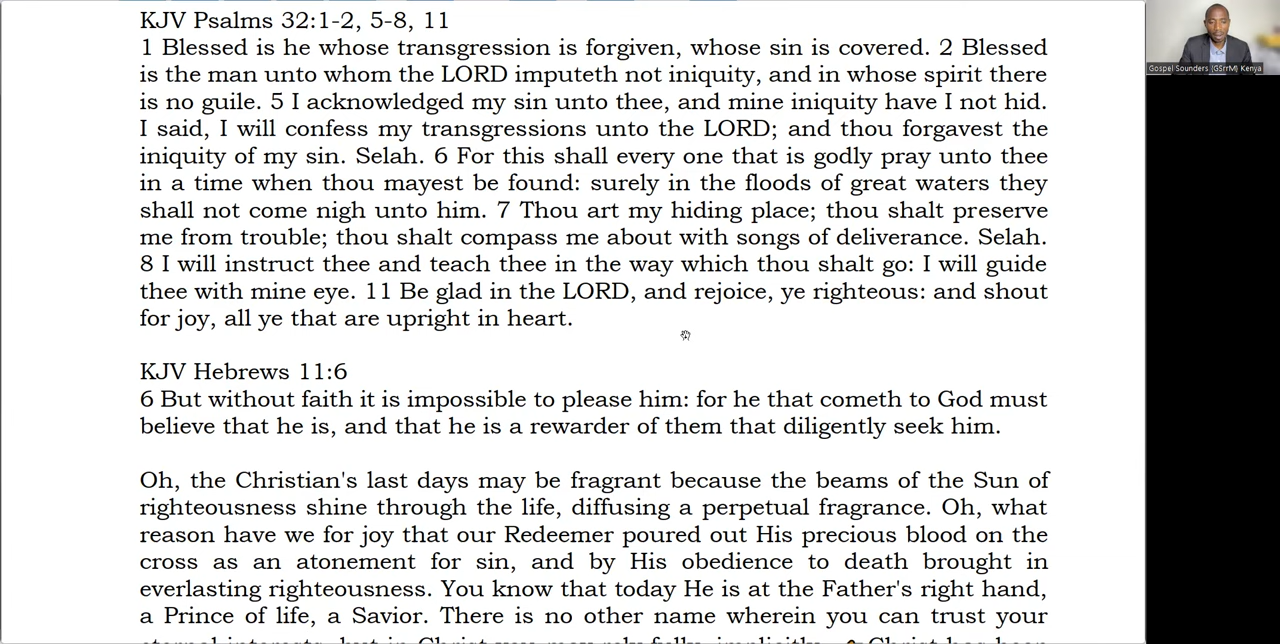 KJV Psalms 32:1-2, 5-8, 11
1 Blessed is he whose transgression is forgiven, whose sin is covered. 2 Blessed
is the man unto whom the LORD imputeth not iniquity, and in whose spirit there
is no guile. 5 I acknowledged my sin unto thee, and mine iniquity have I not hid.
I said, I will confess my transgressions unto the LORD; and thou forgavest the
iniquity of my sin. Selah. 6 For this shall every one that is godly pray unto thee
in a time when thou mayest be found: surely in the floods of great waters they
shall not come nigh unto him. 7 Thou art my hiding place; thou shalt preserve
me from trouble; thou shalt compass me about with songs of deliverance. Selah.
8 I will instruct thee and teach thee in the way which thou shalt go: I will guide
thee with mine eye. 11 Be glad in the LORD, and rejoice, ye righteous: and shout
for joy, all ye that are upright in heart.
KJV Hebrews 11:6
6 But without faith it is impossible to please him: for he that cometh to God must
believe that he is, and that he is a rewarder of them that diligently seek him.
Oh, the Christian's last days may be fragrant because the beams of the Sun of
righteousness shine through the life, diffusing a perpetual fragrance. Oh, what
reason have we for joy that our Redeemer poured out His precious blood on the
cross as an atonement for sin, and by His obedience to death brought in
everlasting righteousness. You know that today He is at the Father's right hand,
a Prince of life, a Savior. There is no other name wherein you can trust your
Gospel Sounders (GSrrM) Kenya